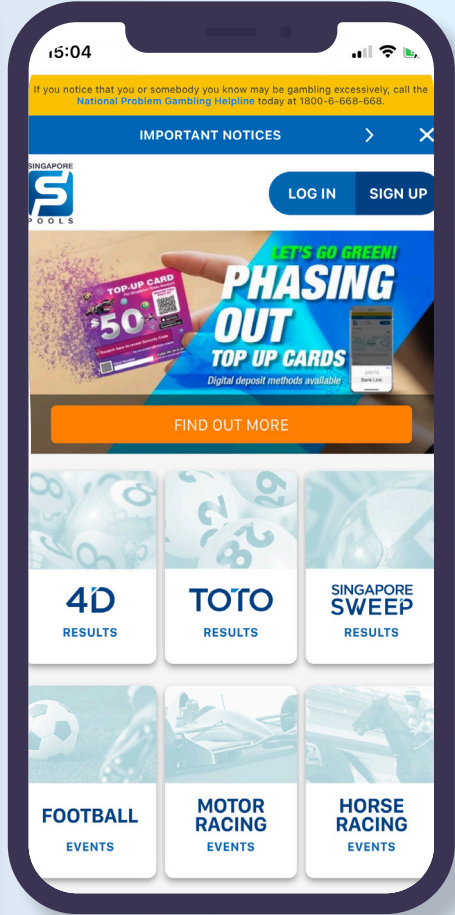 15:04
If you notice that you or somebody you know may be gambling excessively, call the
National Problem Gambling Helpline today at 1800-6-668-668.
IMPORTANT NOTICES
SINGAPORE
POOLS
LOG IN
SIGN UP
LET'S GO GREEN!
PHASING
OUT
TOP UP CARDS
Digital deposit methods available
TOP-UP CARD
$50
Bank Link
FIND OUT MORE
4D
RESULTS
TOTO
RESULTS
SINGAPORE
SWEEP
RESULTS
FOOTBALL
EVENTS
MOTOR
RACING
EVENTS
HORSE
RACING
EVENTS